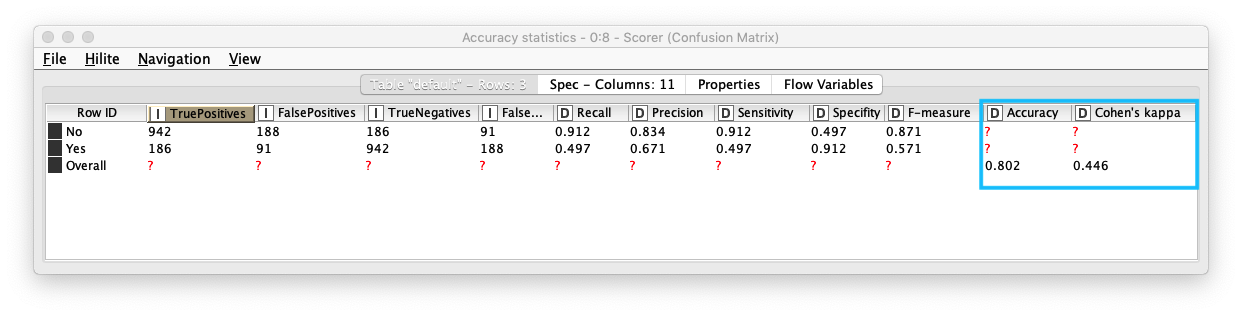 Accuracy statistics - 0:8 - Scorer (Confusion Matrix)
File Hilite Navigation View
Table "default" - Rows: 3 Spec - Columns: 11 Properties Flow Variables
Row ID I TruePositives I FalsePositives I TrueNegatives I False... D Recall D Precision D Sensitivity D Specifity D F-measure D Accuracy D Cohen's kappa
No 942 188 186 91 0.912 0.834 0.912 0.497 0.871 ? ?
Yes 186 91 942 188 0.497 0.671 0.497 0.912 0.571 ? ?
Overall ? ? ? ? ? ? ? ? ? 0.802 0.446